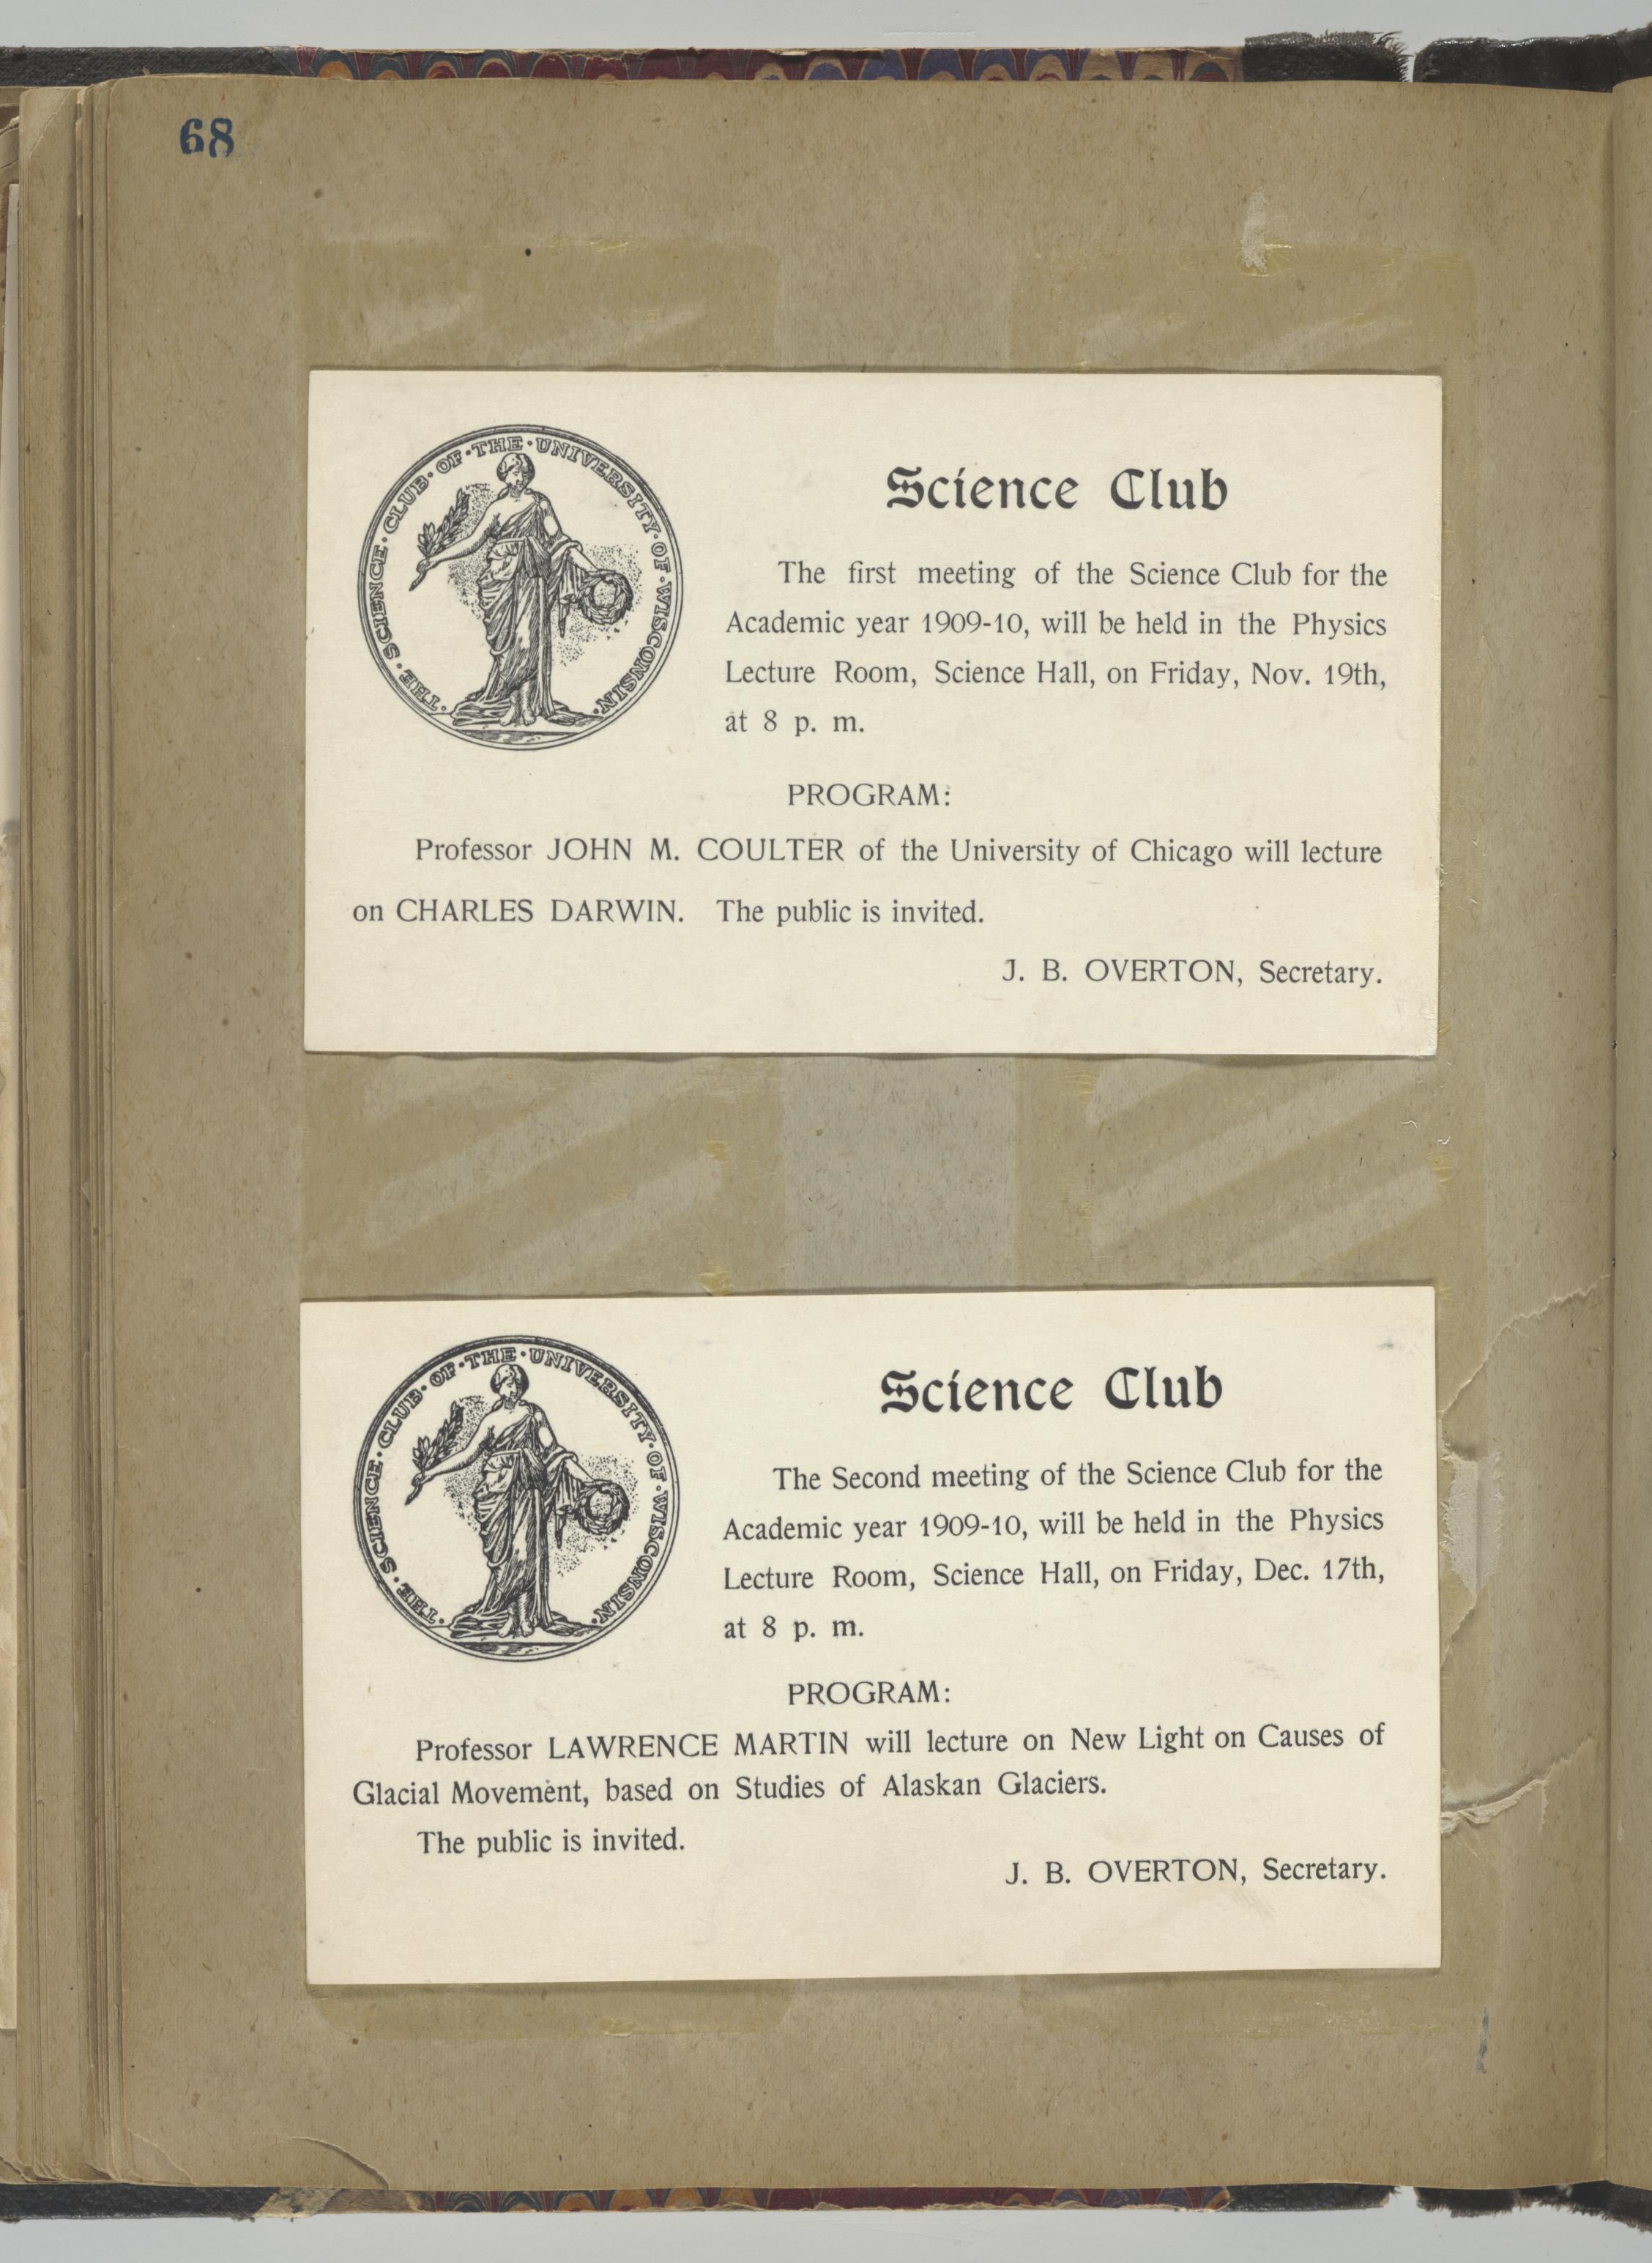 68
THE · SCIENCE · CLUB · OF · THE · UNIVERSITY · OF · WISCONSIN ·
Science Club
The first meeting of the Science Club for the
Academic year 1909-10, will be held in the Physics
Lecture Room, Science Hall, on Friday, Nov. 19th,
at 8 p. m.
PROGRAM:
Professor JOHN M. COULTER of the University of Chicago will lecture
on CHARLES DARWIN. The public is invited.
J. B. OVERTON, Secretary.
THE · SCIENCE · CLUB · OF · THE · UNIVERSITY · OF · WISCONSIN ·
Science Club
The Second meeting of the Science Club for the
Academic year 1909-10, will be held in the Physics
Lecture Room, Science Hall, on Friday, Dec. 17th,
at 8 p. m.
PROGRAM:
Professor LAWRENCE MARTIN will lecture on New Light on Causes of
Glacial Movement, based on Studies of Alaskan Glaciers.
The public is invited.
J. B. OVERTON, Secretary.